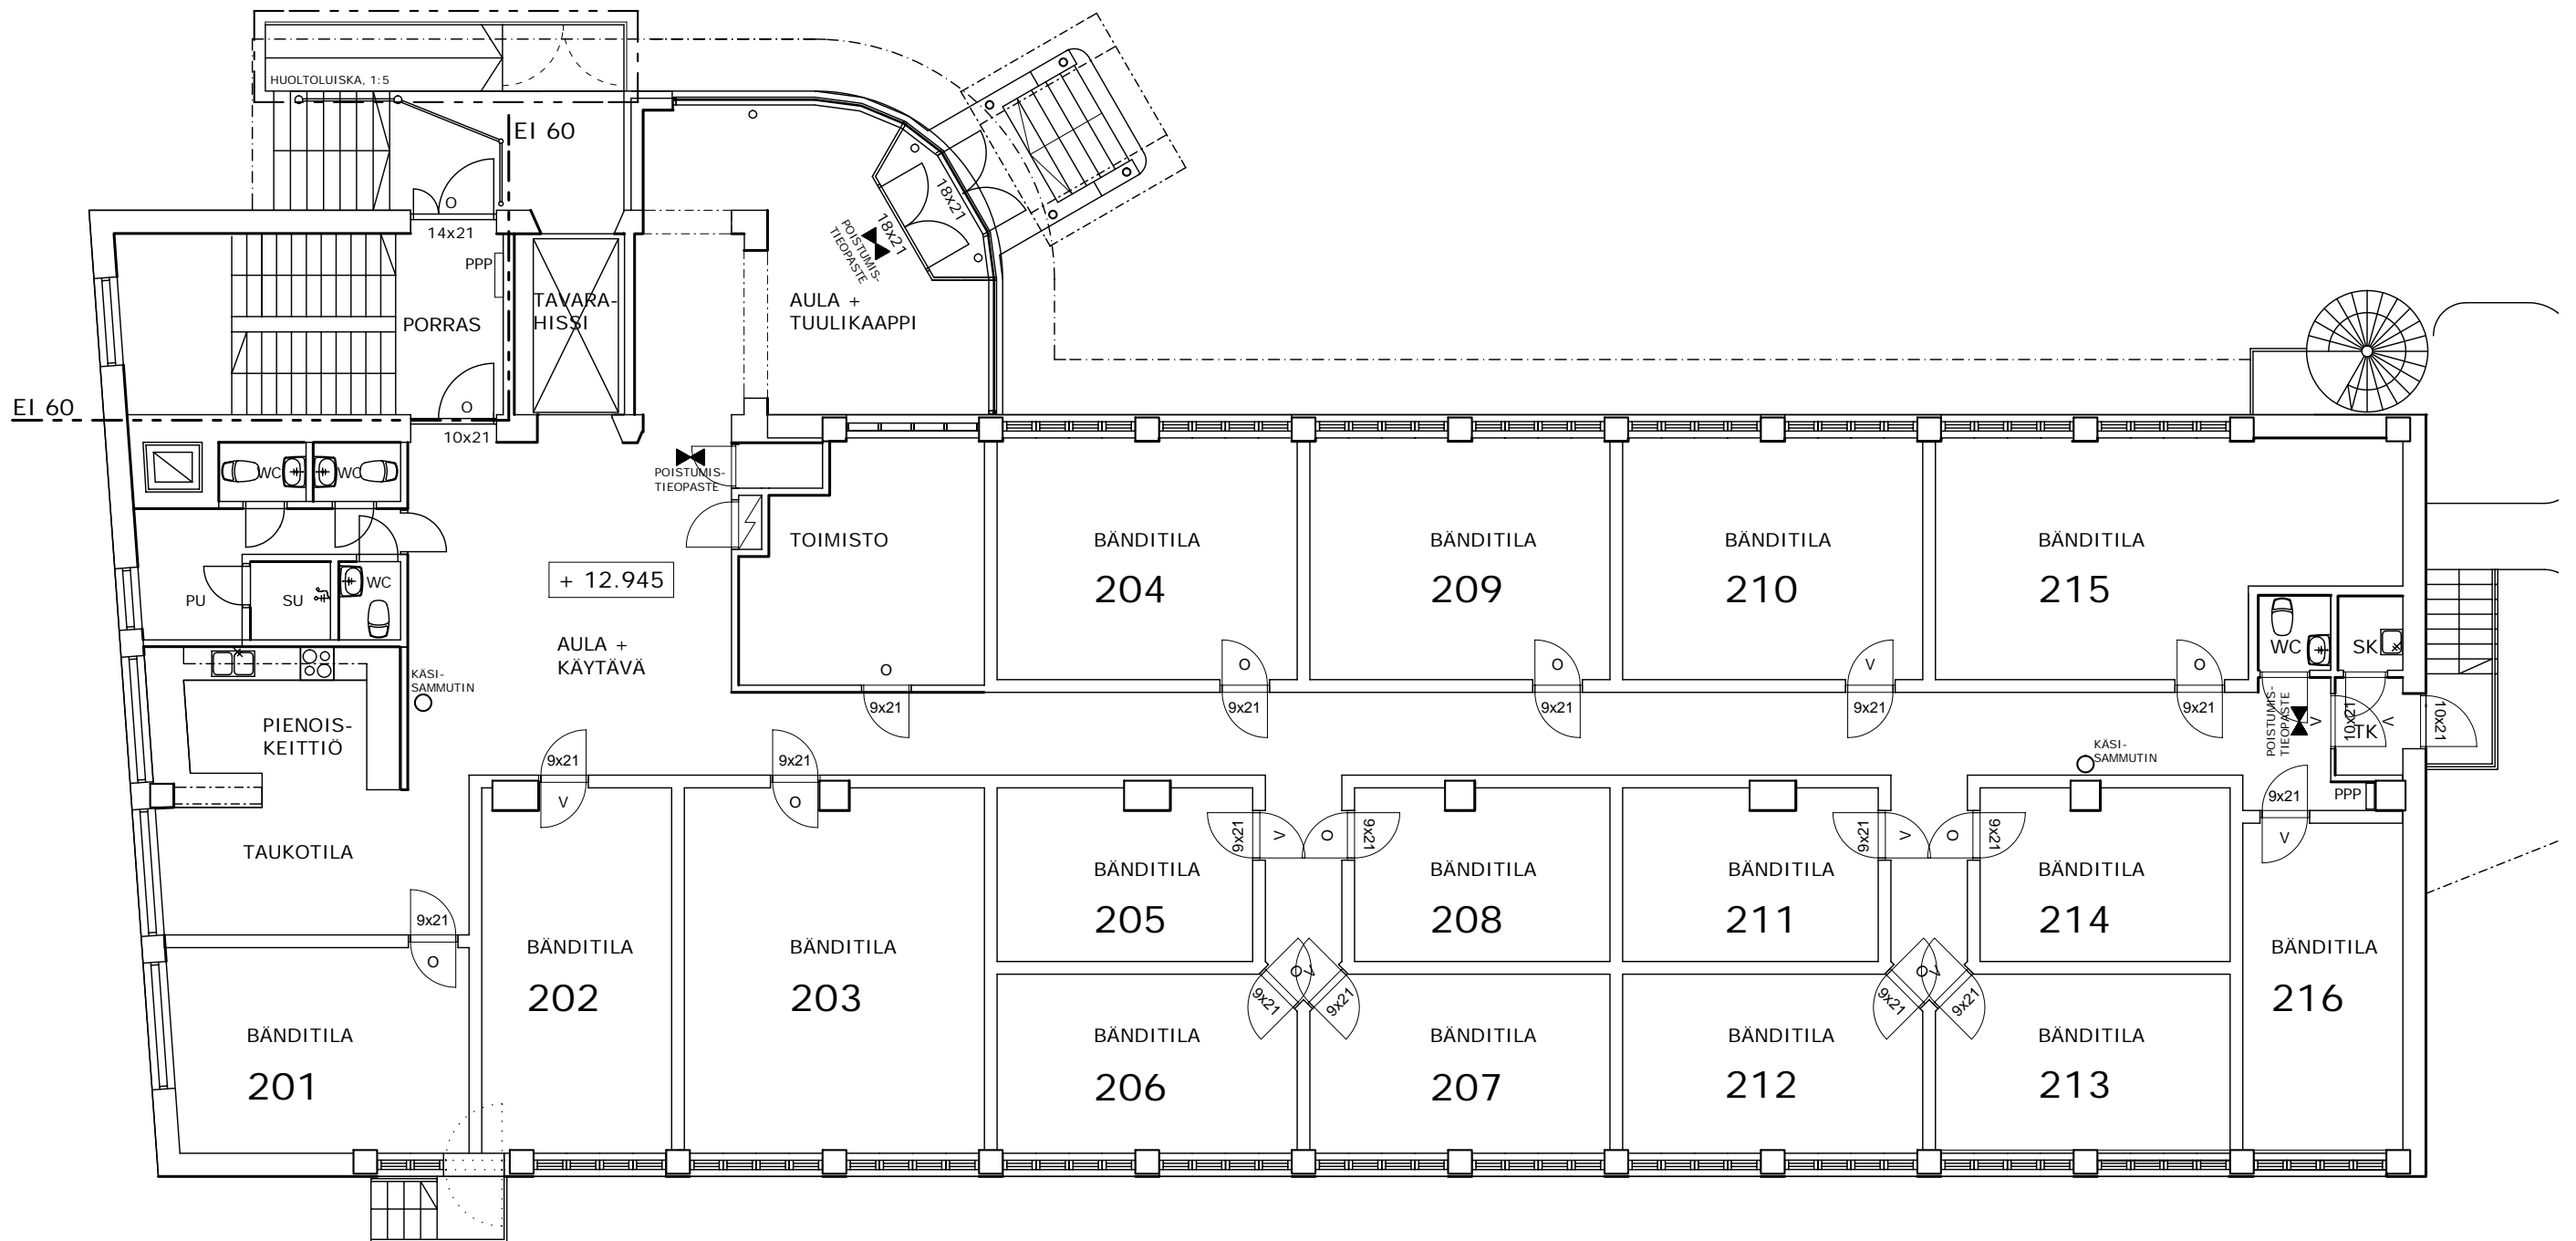 HUOLTOLUISKA, 1:5
EI 60
O
14x21
PPP
18x21
18x21
POISTUMIS-
TIEOPASTE
TAVARA-
HISSI
AULA +
TUULIKAAPPI
PORRAS
EI 60
O
10x21
WC
WC
POISTUMIS-
TIEOPASTE
TOIMISTO
BÄNDITILA
204
BÄNDITILA
209
BÄNDITILA
210
BÄNDITILA
215
+ 12.945
PU
SU
WC
AULA +
KÄYTÄVÄ
KÄSI-
SAMMUTIN
WC
SK
O
9x21
O
9x21
O
9x21
V
9x21
O
9x21
PIENOIS-
KEITTIÖ
POISTUMIS-
TIEOPASTE
V
10x21
V
TK
10x21
KÄSI-
SAMMUTIN
9x21
V
9x21
O
9x21
V
PPP
9x21
V
O
9x21
9x21
V
O
9x21
TAUKOTILA
9x21
O
BÄNDITILA
205
BÄNDITILA
208
BÄNDITILA
211
BÄNDITILA
214
BÄNDITILA
202
BÄNDITILA
203
BÄNDITILA
216
O
V
9x21
9x21
O
V
9x21
9x21
BÄNDITILA
201
BÄNDITILA
206
BÄNDITILA
207
BÄNDITILA
212
BÄNDITILA
213